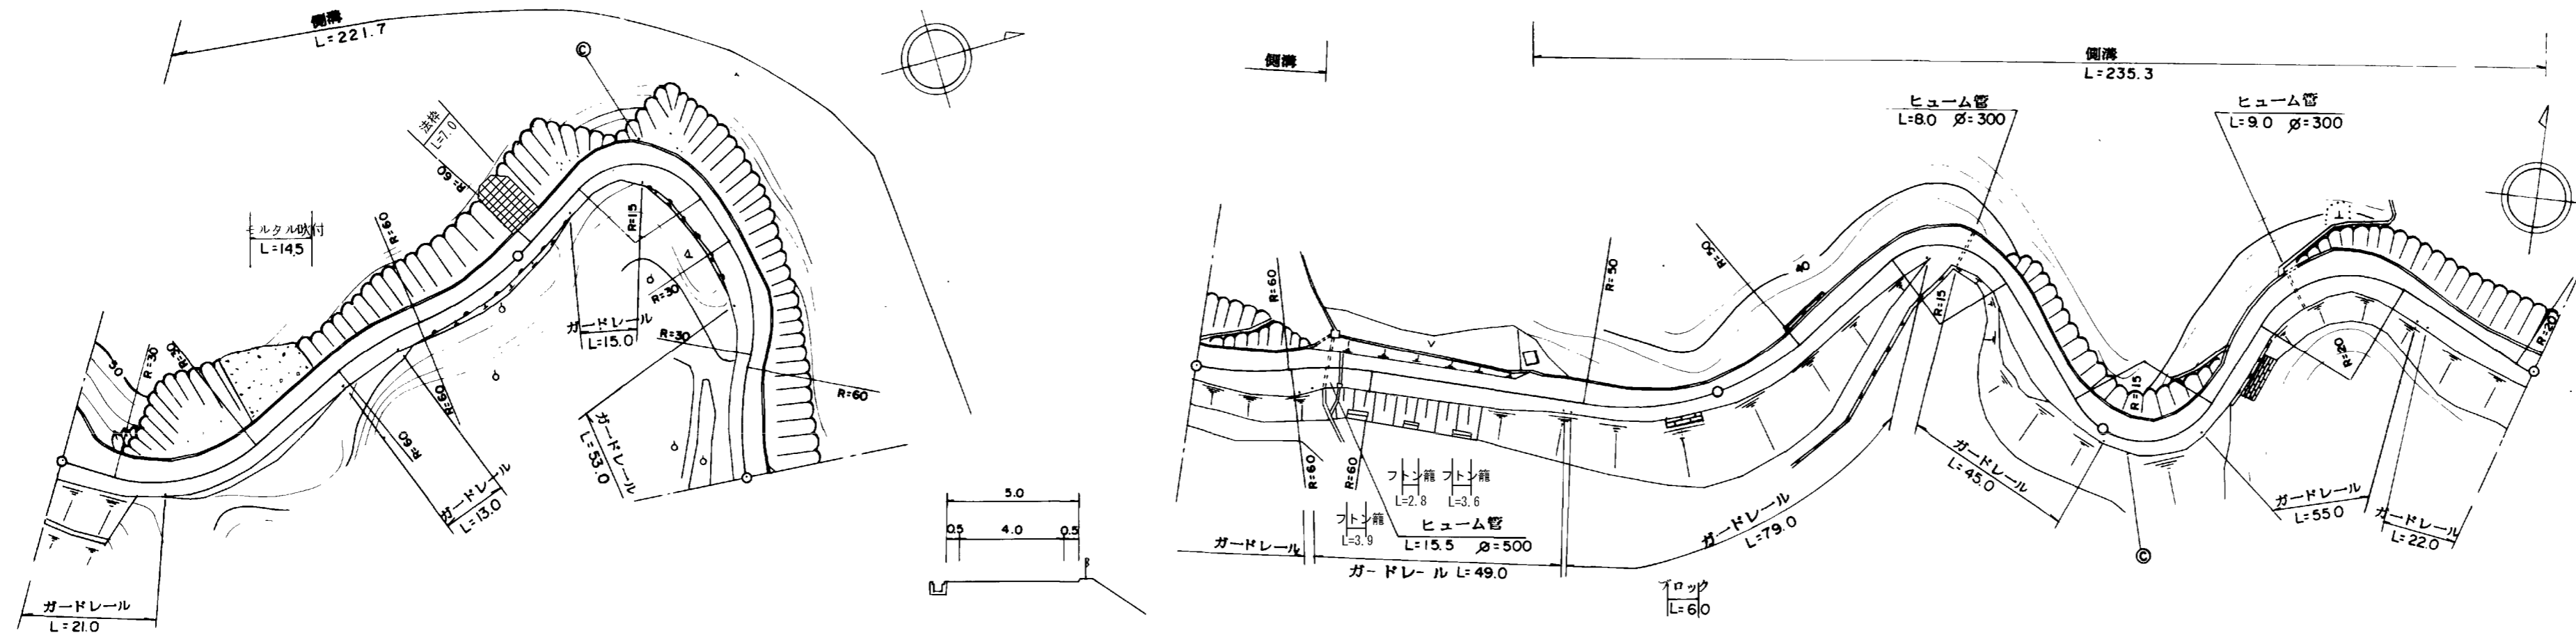 側溝
L=221.7
©
法枠
L=7.0
R=60
モルタル吹付
L=14.5
R=60
R=15
R=30
R=30
ガードレール
L=15.0
30
R=30
R=30
R=60
R=60
R=60
ガードレール
L=53.0
ガードレール
L=13.0
ガードレール
L=21.0
5.0
0.5
4.0
0.5
側溝
側溝
L=235.3
ヒューム管
L=8.0 Ø=300
ヒューム管
L=9.0 Ø=300
R=60
R=50
R=50
40
R=15
R=15
R=20
R=20
R=60
R=60
フトン籠
L=2.8
フトン籠
L=3.6
フトン籠
L=3.9
ヒューム管
L=15.5 Ø=500
ガードレール
ガードレール L=49.0
ガードレール
L=79.0
ガードレール
L=45.0
ガードレール
L=55.0
ガードレール
L=22.0
©
ブロック
L=6.0